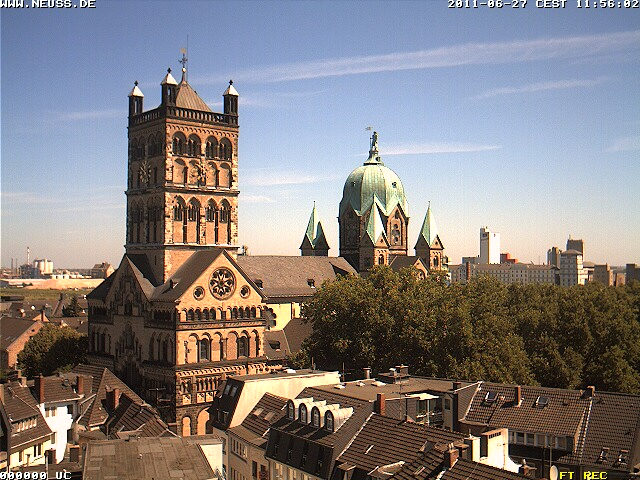 WWW.NEUSS.DE
2011-06-27 CEST 11:56:02
000000 UC
FT REC